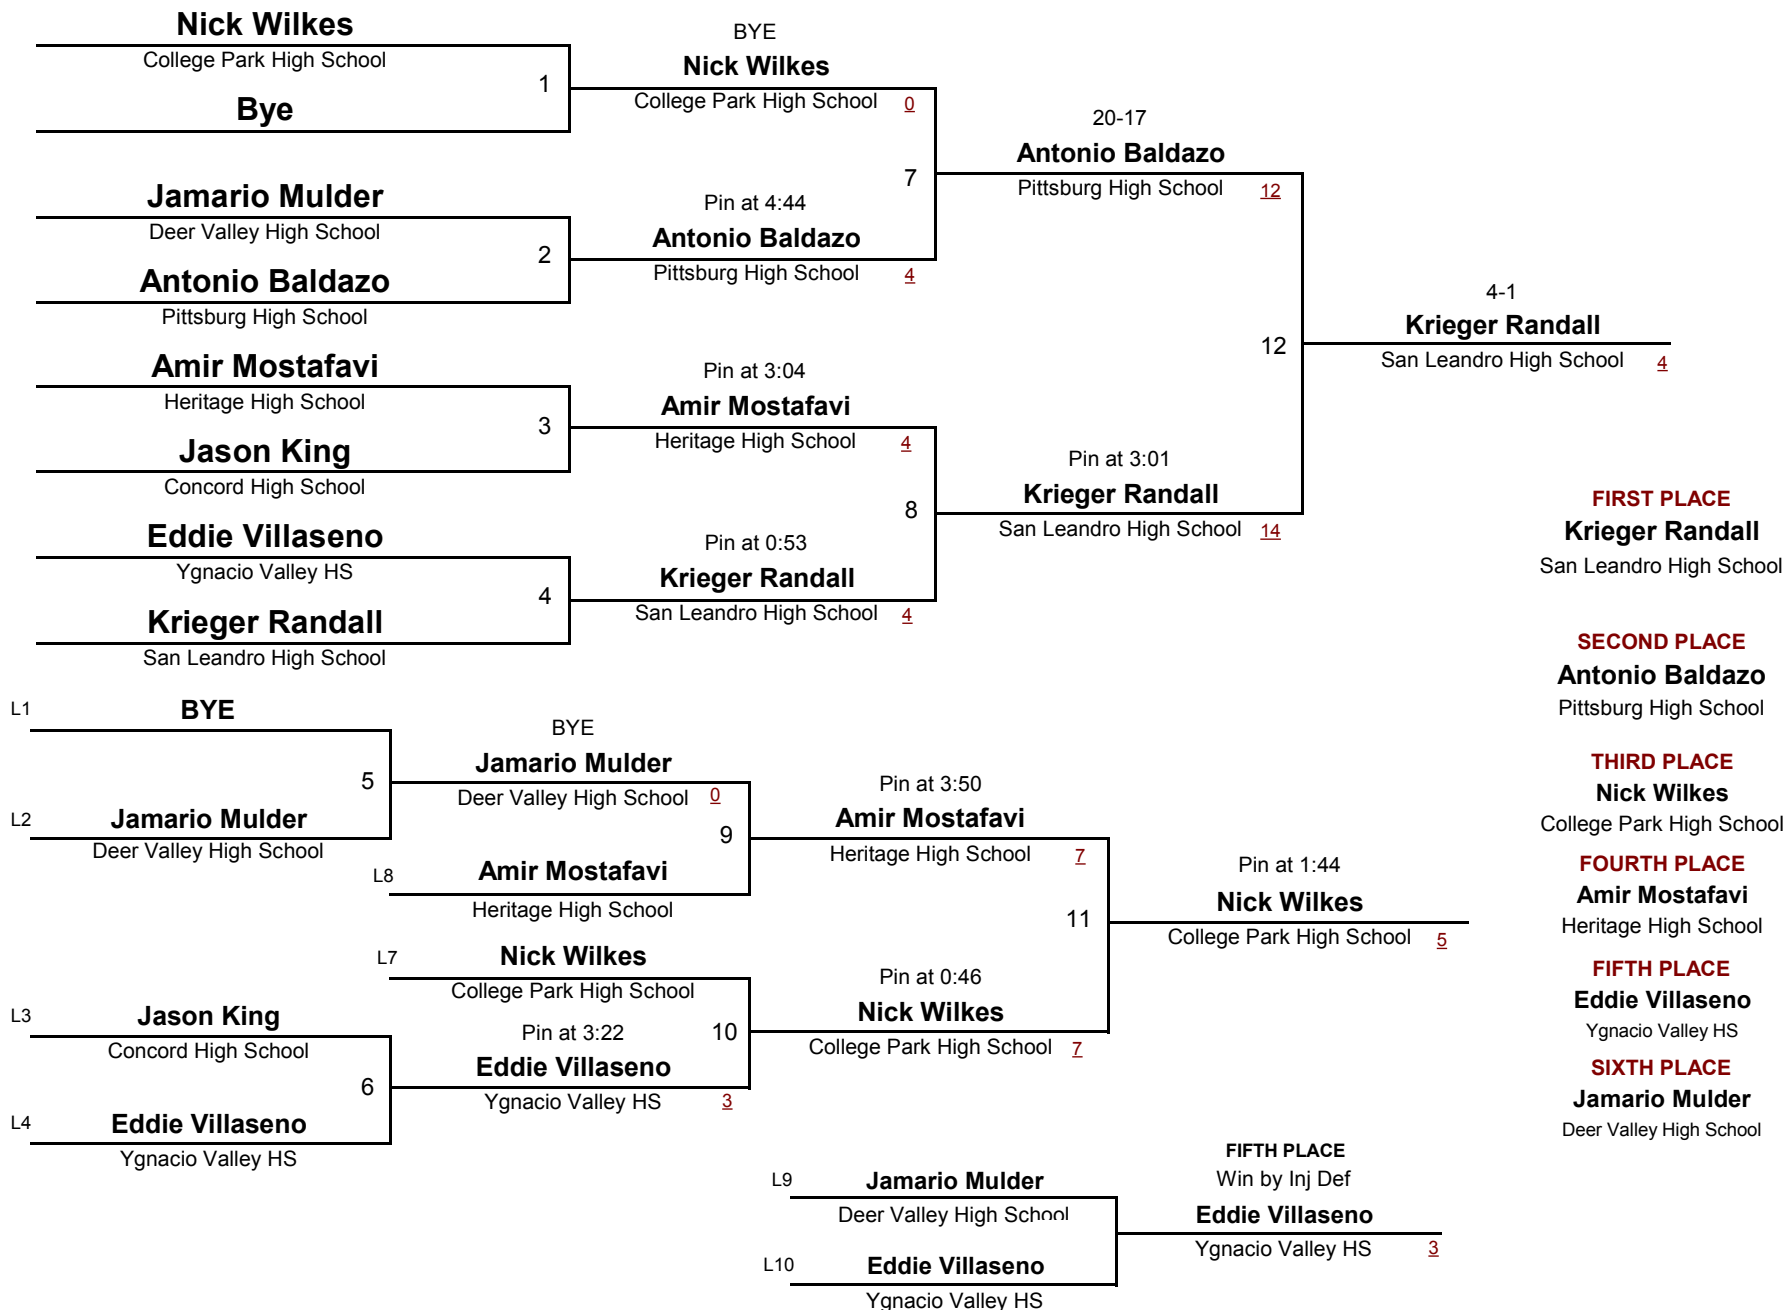 Nick Wilkes
College Park High School
1
Bye
BYE
Nick Wilkes
College Park High School 0
Jamario Mulder
Deer Valley High School
2
Antonio Baldazo
Pittsburg High School
Pin at 4:44
Antonio Baldazo
Pittsburg High School 4
7
20-17
Antonio Baldazo
Pittsburg High School 12
Amir Mostafavi
Heritage High School
3
Jason King
Concord High School
Pin at 3:04
Amir Mostafavi
Heritage High School 4
Eddie Villaseno
Ygnacio Valley HS
4
Krieger Randall
San Leandro High School
Pin at 0:53
Krieger Randall
San Leandro High School 4
8
Pin at 3:01
Krieger Randall
San Leandro High School 14
12
4-1
Krieger Randall
San Leandro High School 4
FIRST PLACE
Krieger Randall
San Leandro High School
SECOND PLACE
Antonio Baldazo
Pittsburg High School
THIRD PLACE
Nick Wilkes
College Park High School
FOURTH PLACE
Amir Mostafavi
Heritage High School
FIFTH PLACE
Eddie Villaseno
Ygnacio Valley HS
SIXTH PLACE
Jamario Mulder
Deer Valley High School
L1 BYE
5
L2 Jamario Mulder
Deer Valley High School
BYE
Jamario Mulder
Deer Valley High School 0
9
L8 Amir Mostafavi
Heritage High School
Pin at 3:50
Amir Mostafavi
Heritage High School 7
L7 Nick Wilkes
College Park High School
L3 Jason King
Concord High School
6
L4 Eddie Villaseno
Ygnacio Valley HS
Pin at 3:22
Eddie Villaseno
Ygnacio Valley HS 3
10
Pin at 0:46
Nick Wilkes
College Park High School 7
11
Pin at 1:44
Nick Wilkes
College Park High School 5
L9 Jamario Mulder
Deer Valley High School
L10 Eddie Villaseno
Ygnacio Valley HS
FIFTH PLACE
Win by Inj Def
Eddie Villaseno
Ygnacio Valley HS 3